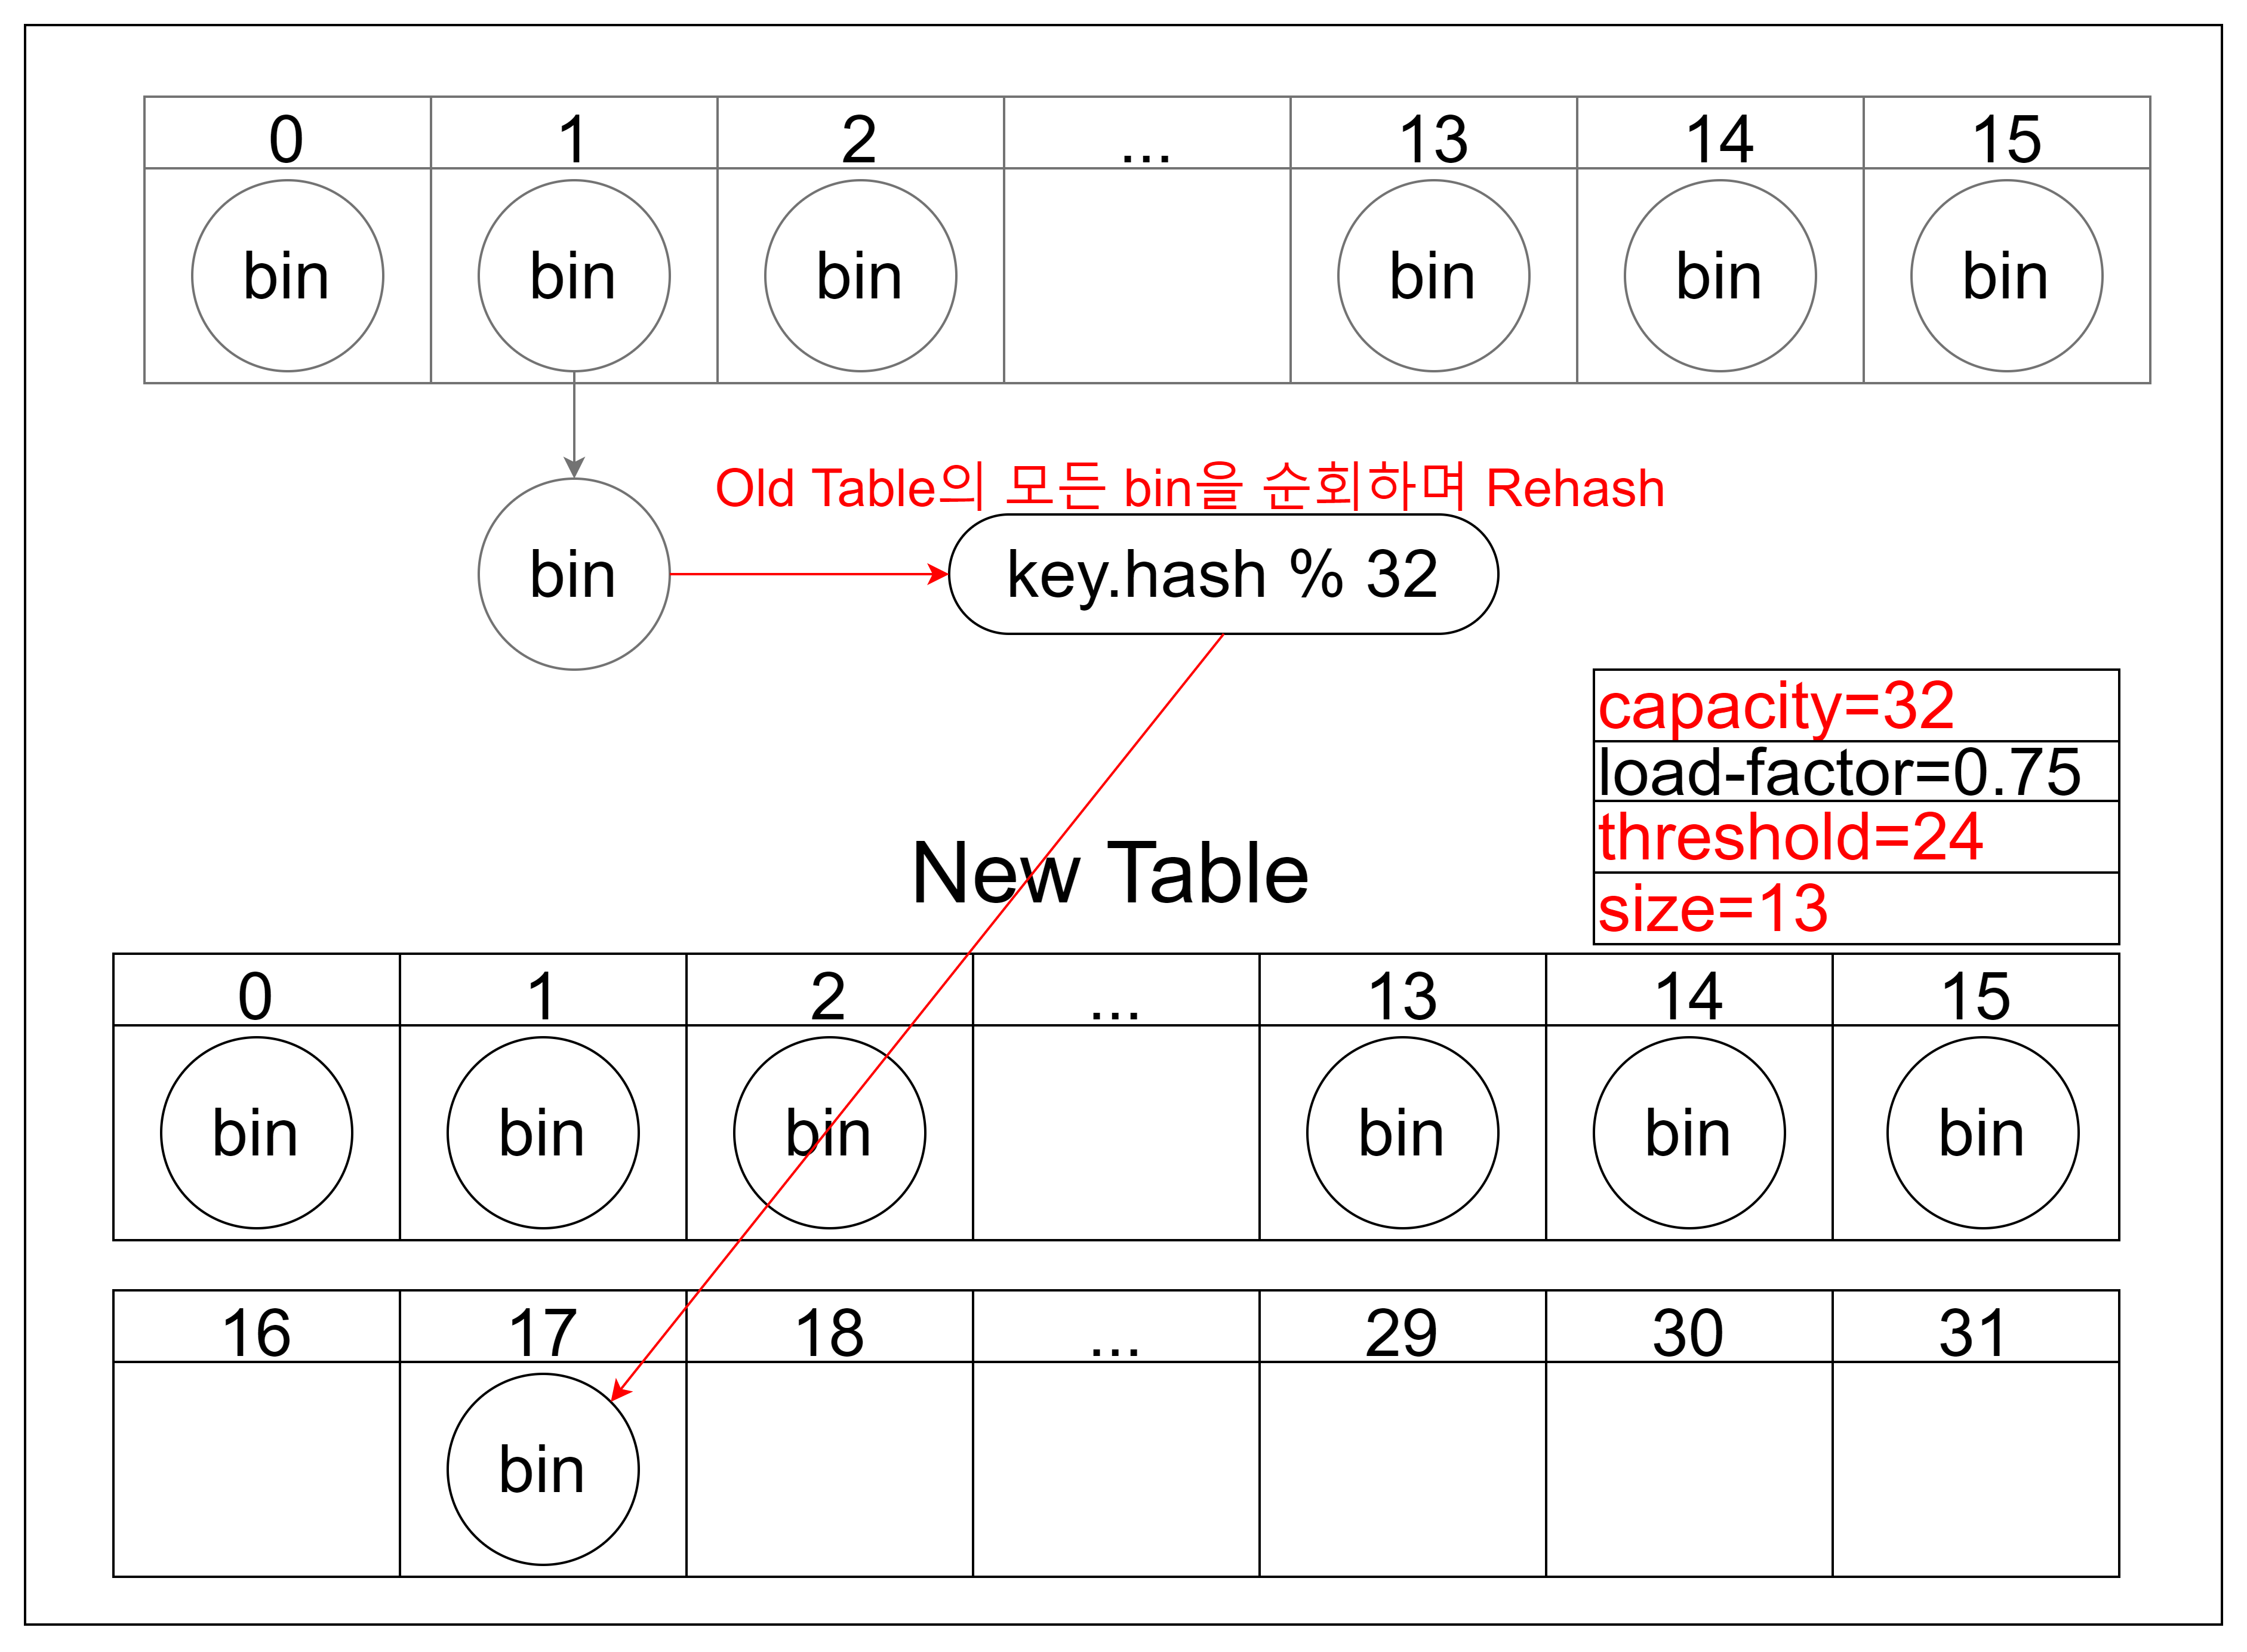 0 1 2 ... 13 14 15
bin bin bin bin bin bin
Old Table의 모든 bin을 순회하며 Rehash
bin key.hash % 32
capacity=32
load-factor=0.75
threshold=24
size=13
New Table
0 1 2 ... 13 14 15
bin bin bin bin bin bin
16 17 18 ... 29 30 31
bin